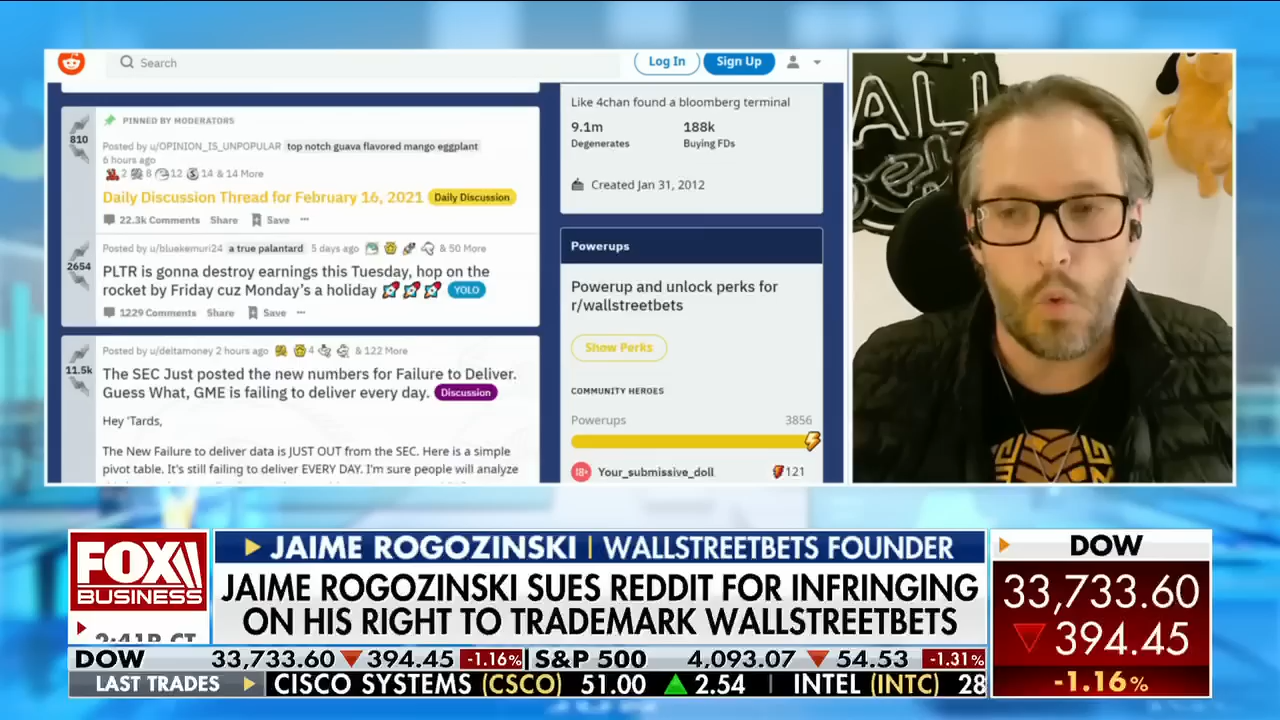 Search
Log In
Sign Up
PINNED BY MODERATORS
810
Posted by u/OPINION_IS_UNPOPULAR top notch guava flavored mango eggplant
6 hours ago
2 8 12 14 & 14 More
Daily Discussion Thread for February 16, 2021 Daily Discussion
22.3k Comments Share Save ...
2654
Posted by u/bluekemuri24 a true palantard 5 days ago & 50 More
PLTR is gonna destroy earnings this Tuesday, hop on the
rocket by Friday cuz Monday's a holiday YOLO
1229 Comments Share Save ...
11.5k
Posted by u/deltamoney 2 hours ago 4 & 122 More
The SEC Just posted the new numbers for Failure to Deliver.
Guess What, GME is failing to deliver every day. Discussion
Hey 'Tards,
The New Failure to deliver data is JUST OUT from the SEC. Here is a simple
pivot table. It's still failing to deliver EVERY DAY. I'm sure people will analyze
Like 4chan found a bloomberg terminal
9.1m 188k
Degenerates Buying FDs
Created Jan 31, 2012
Powerups
Powerup and unlock perks for
r/wallstreetbets
Show Perks
COMMUNITY HEROES
Powerups 3856
18+ Your_submissive_doll 121
ALL
FOX
BUSINESS
JAIME ROGOZINSKI | WALLSTREETBETS FOUNDER
JAIME ROGOZINSKI SUES REDDIT FOR INFRINGING
ON HIS RIGHT TO TRADEMARK WALLSTREETBETS
DOW
33,733.60
394.45
-1.16%
DOW 33,733.60 394.45 -1.16% S&P 500 4,093.07 54.53 -1.31%
LAST TRADES CISCO SYSTEMS (CSCO) 51.00 2.54 | INTEL (INTC) 28